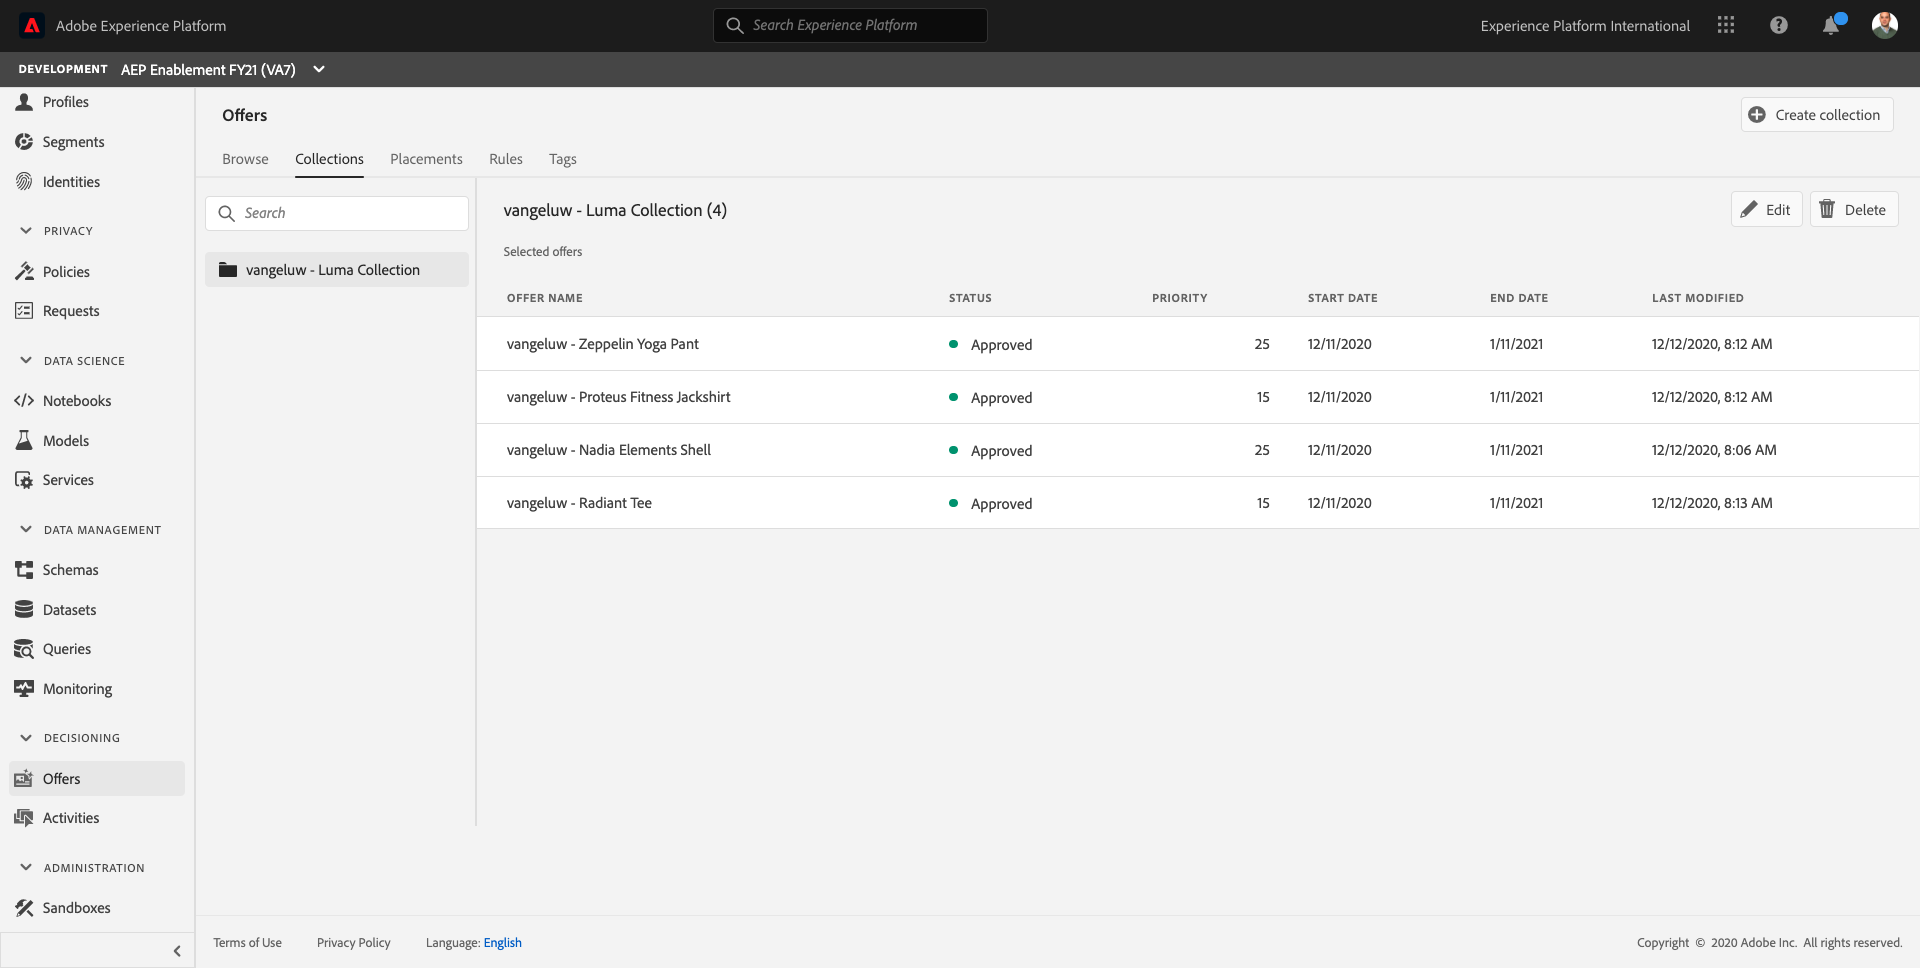 Adobe Experience Platform
Search Experience Platform
Experience Platform International
DEVELOPMENT AEP Enablement FY21 (VA7)
Profiles
Segments
Identities
PRIVACY
Policies
Requests
DATA SCIENCE
Notebooks
Models
Services
DATA MANAGEMENT
Schemas
Datasets
Queries
Monitoring
DECISIONING
Offers
Activities
ADMINISTRATION
Sandboxes
Offers
Create collection
Browse Collections Placements Rules Tags
Search
vangeluw - Luma Collection
vangeluw - Luma Collection (4)
Edit Delete
Selected offers
OFFER NAME STATUS PRIORITY START DATE END DATE LAST MODIFIED
vangeluw - Zeppelin Yoga Pant Approved 25 12/11/2020 1/11/2021 12/12/2020, 8:12 AM
vangeluw - Proteus Fitness Jackshirt Approved 15 12/11/2020 1/11/2021 12/12/2020, 8:12 AM
vangeluw - Nadia Elements Shell Approved 25 12/11/2020 1/11/2021 12/12/2020, 8:06 AM
vangeluw - Radiant Tee Approved 15 12/11/2020 1/11/2021 12/12/2020, 8:13 AM
Terms of Use Privacy Policy Language: English
Copyright © 2020 Adobe Inc. All rights reserved.